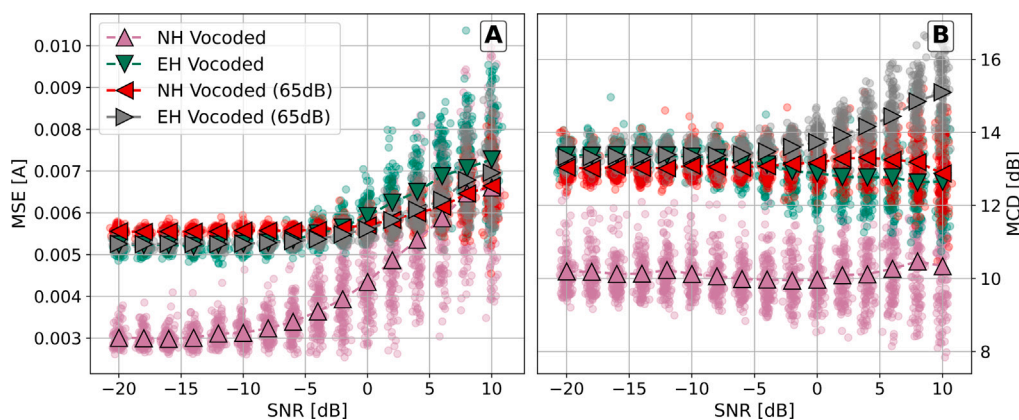 A
B
NH Vocoded
EH Vocoded
NH Vocoded (65dB)
EH Vocoded (65dB)
MSE [A]
0.010
0.009
0.008
0.007
0.006
0.005
0.004
0.003
−20 −15 −10 −5 0 5 10
SNR [dB]
−20 −15 −10 −5 0 5 10
SNR [dB]
16
14
12
10
8
MCD [dB]